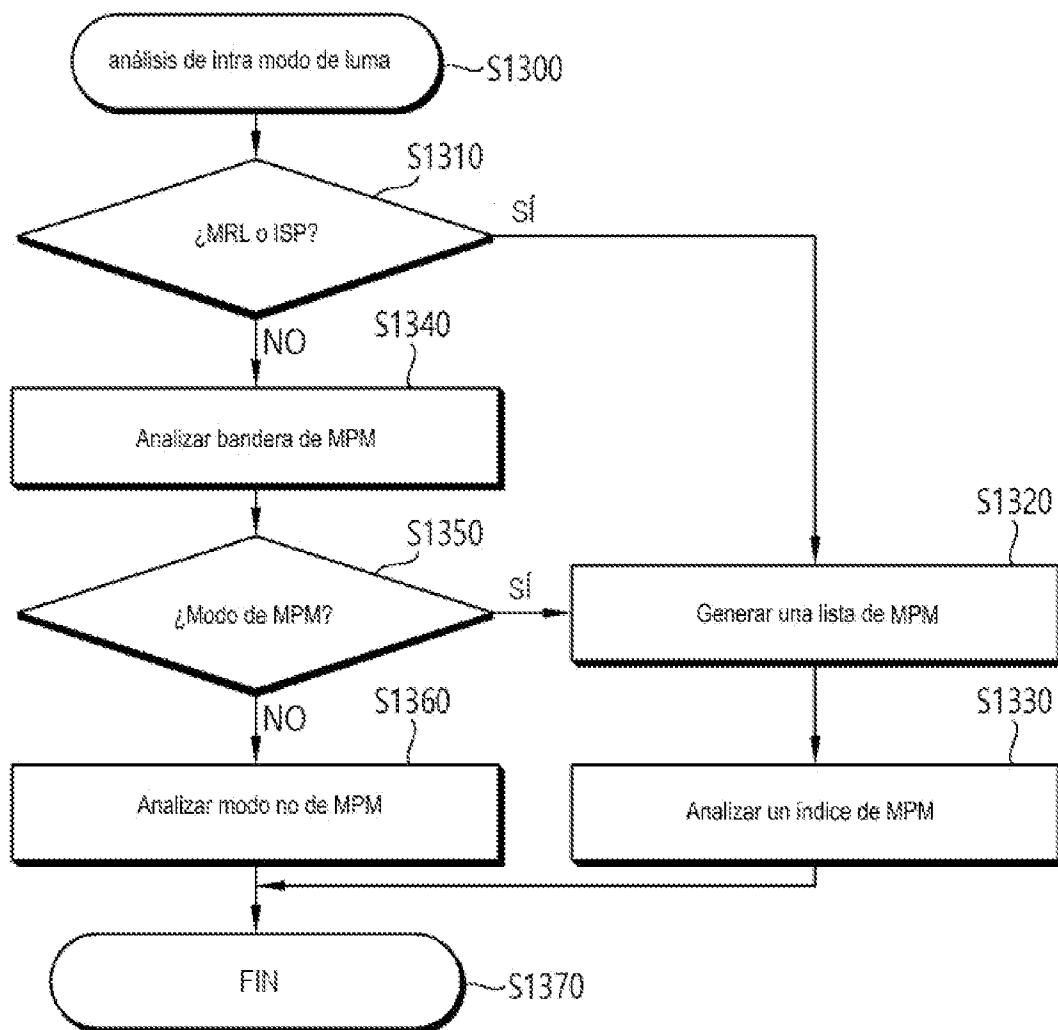 análisis de intra modo de luma
S1300
S1310
¿MRL o ISP?
SÍ
NO
S1340
Analizar bandera de MPM
S1350
¿Modo de MPM?
SÍ
S1320
Generar una lista de MPM
NO
S1360
Analizar modo no de MPM
S1330
Analizar un índice de MPM
FIN
S1370